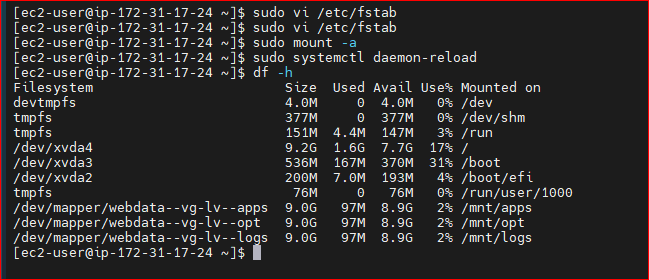 [ec2-user@ip-172-31-17-24 ]$ sudo vi /etc/fstab
[ec2-user@ip-172-31-17-24 ]$ sudo vi /etc/fstab
[ec2-user@ip-172-31-17-24 ]$ sudo mount -a
[ec2-user@ip-172-31-17-24 ]$ sudo systemctl daemon-reload
[ec2-user@ip-172-31-17-24 ]$ df -h
Filesystem                        Size  Used Avail Use% Mounted on
devtmpfs                          4.0M     0  4.0M   0% /dev
tmpfs                             377M     0  377M   0% /dev/shm
tmpfs                             151M  4.4M  147M   3% /run
/dev/xvda4                        9.2G  1.6G  7.7G  17% /
/dev/xvda3                        536M  167M  370M  31% /boot
/dev/xvda2                        200M  7.0M  193M   4% /boot/efi
tmpfs                              76M     0   76M   0% /run/user/1000
/dev/mapper/webdata--vg-lv--apps  9.0G   97M  8.9G   2% /mnt/apps
/dev/mapper/webdata--vg-lv--opt   9.0G   97M  8.9G   2% /mnt/opt
/dev/mapper/webdata--vg-lv--logs  9.0G   97M  8.9G   2% /mnt/logs
[ec2-user@ip-172-31-17-24 ]$